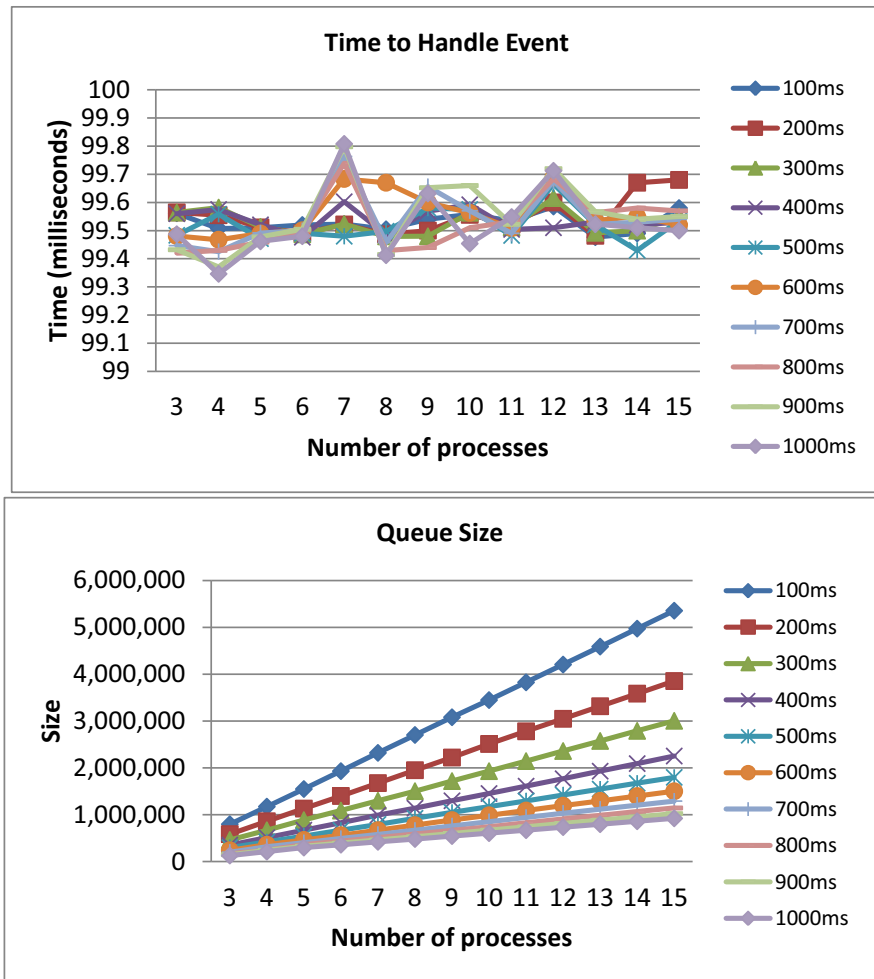 Time to Handle Event
100
99.9
99.8
99.7
99.6
99.5
99.4
99.3
99.2
99.1
99
Time (milliseconds)
3 4 5 6 7 8 9 10 11 12 13 14 15
Number of processes
100ms
200ms
300ms
400ms
500ms
600ms
700ms
800ms
900ms
1000ms
Queue Size
6,000,000
5,000,000
4,000,000
3,000,000
2,000,000
1,000,000
0
Size
3 4 5 6 7 8 9 10 11 12 13 14 15
Number of processes
100ms
200ms
300ms
400ms
500ms
600ms
700ms
800ms
900ms
1000ms